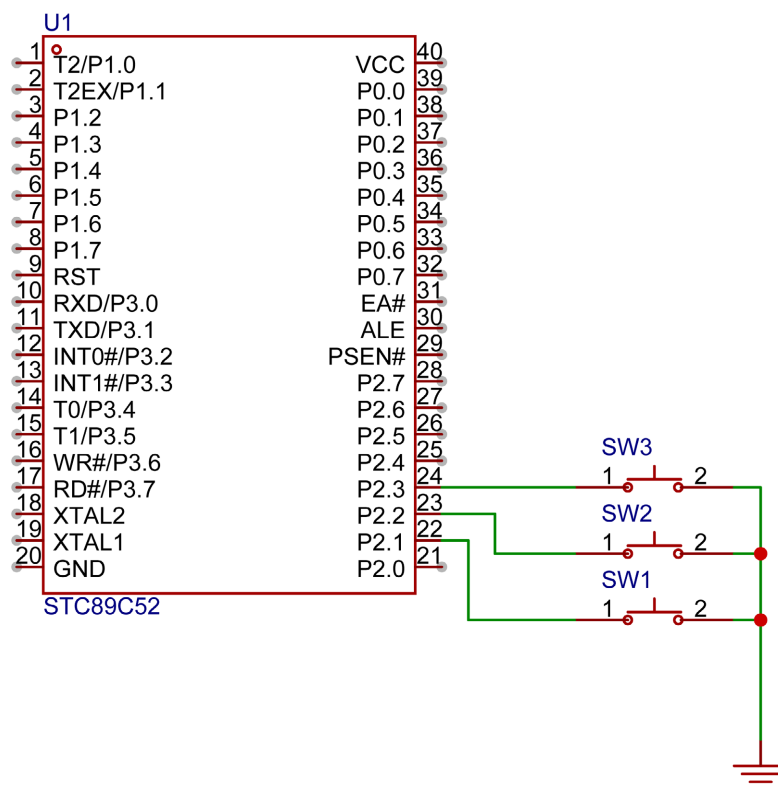 U1
1 T2/P1.0 VCC 40
2 T2EX/P1.1 P0.0 39
3 P1.2 P0.1 38
4 P1.3 P0.2 37
5 P1.4 P0.3 36
6 P1.5 P0.4 35
7 P1.6 P0.5 34
8 P1.7 P0.6 33
9 RST P0.7 32
10 RXD/P3.0 EA# 31
11 TXD/P3.1 ALE 30
12 INT0#/P3.2 PSEN# 29
13 INT1#/P3.3 P2.7 28
14 T0/P3.4 P2.6 27
15 T1/P3.5 P2.5 26
16 WR#/P3.6 P2.4 25
17 RD#/P3.7 P2.3 24
18 XTAL2 P2.2 23
19 XTAL1 P2.1 22
20 GND P2.0 21
STC89C52
SW3
1 2
SW2
1 2
SW1
1 2